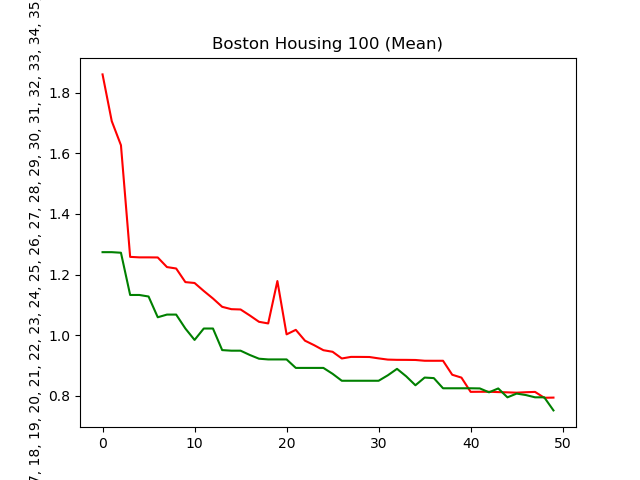 Boston Housing 100 (Mean)
7, 18, 19, 20, 21, 22, 23, 24, 25, 26, 27, 28, 29, 30, 31, 32, 33, 34, 35
1.8
1.6
1.4
1.2
1.0
0.8
0 10 20 30 40 50